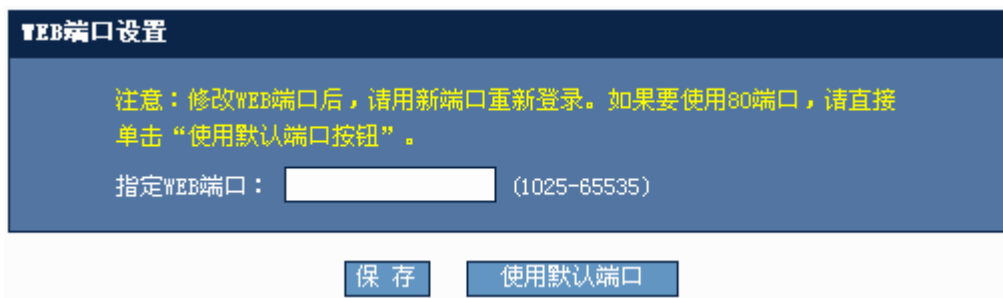 WEB端口设置
注意：修改WEB端口后，请用新端口重新登录。如果要使用80端口，请直接
单击“使用默认端口按钮”。
指定WEB端口： (1025-65535)
保 存 使用默认端口